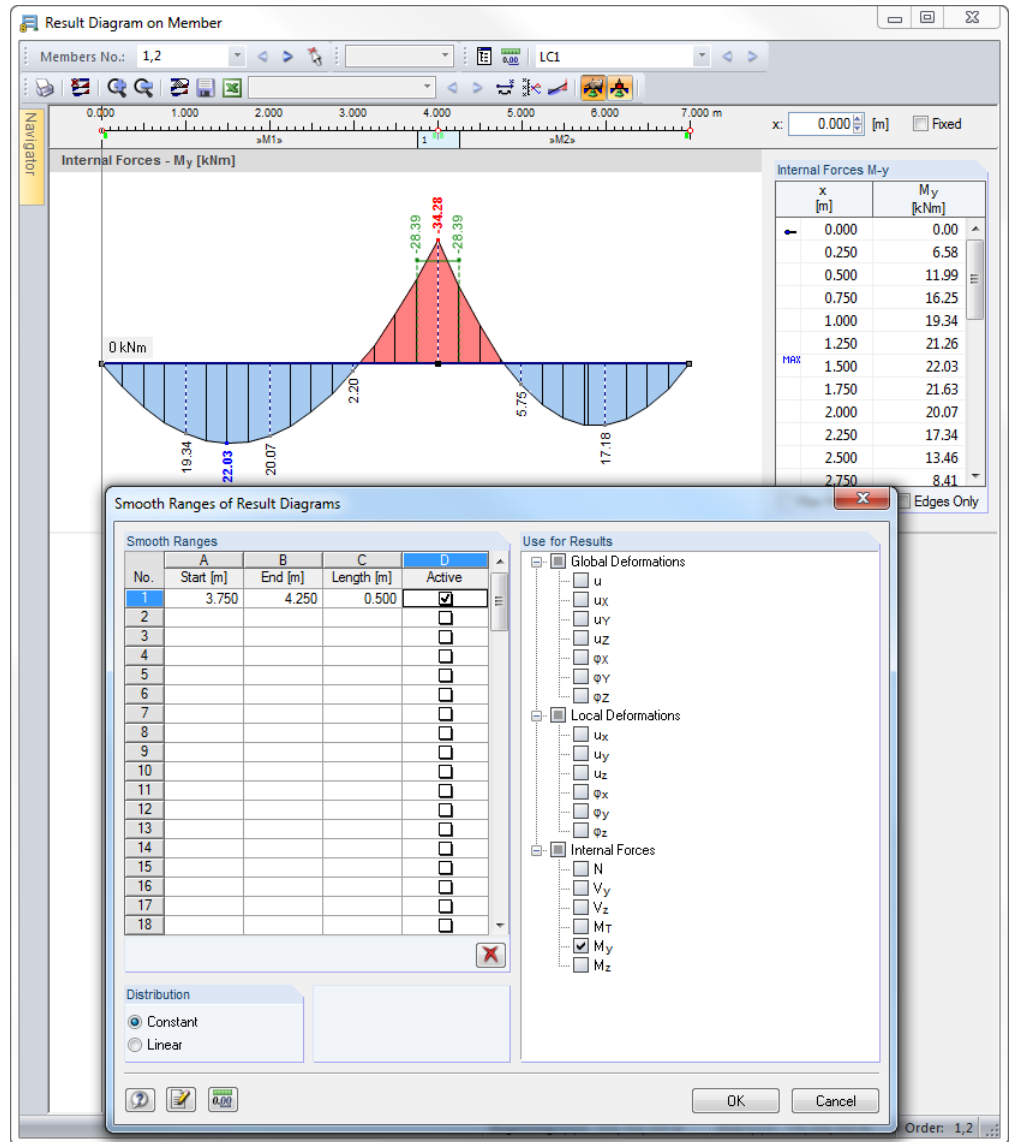 Result Diagram on Member
Members No.: 1,2
LC1
0.000 1.000 2.000 3.000 4.000 5.000 6.000 7.000 m
»M1» 1 »M2»
x: 0.000 [m] Fixed
Navigator
Internal Forces - My [kNm]
Internal Forces M-y
x [m] My [kNm]
0.000 0.00
0.250 6.58
0.500 11.99
0.750 16.25
1.000 19.34
1.250 21.26
MAX 1.500 22.03
1.750 21.63
2.000 20.07
2.250 17.34
2.500 13.46
2.750 8.41
Edges Only
-28.39
-34.28
-28.39
0 kNm
19.34
22.03
20.07
2.20
5.75
17.18
Smooth Ranges of Result Diagrams
Smooth Ranges
A B C D
No. Start [m] End [m] Length [m] Active
1 3.750 4.250 0.500
2
3
4
5
6
7
8
9
10
11
12
13
14
15
16
17
18
Use for Results
Global Deformations
u
uX
uY
uZ
φX
φY
φZ
Local Deformations
ux
uy
uz
φx
φy
φz
Internal Forces
N
Vy
Vz
MT
My
Mz
Distribution
Constant
Linear
0.00
OK Cancel
Order: 1,2